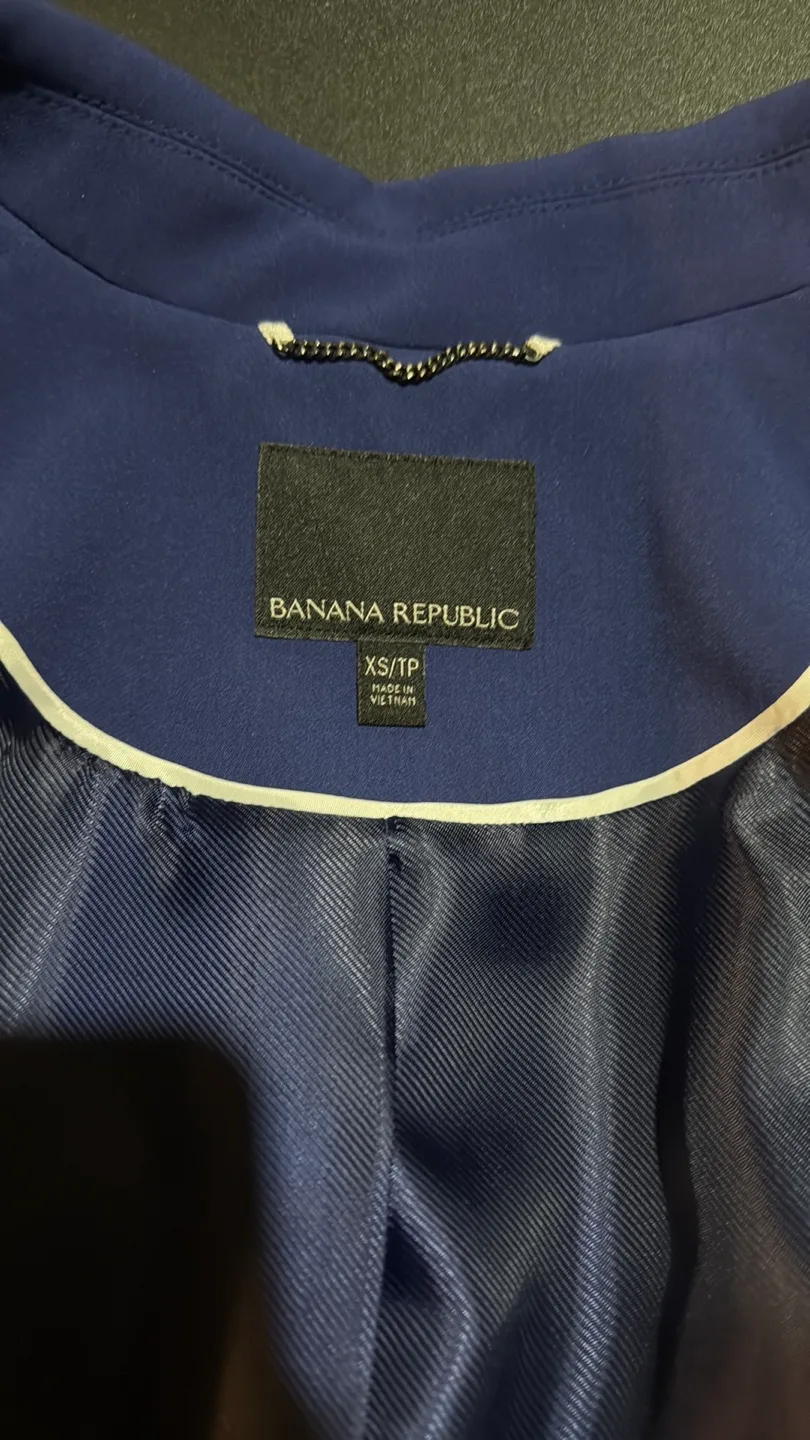 BANANA REPUBLIC
XS/TP
MADE IN
VIETNAM